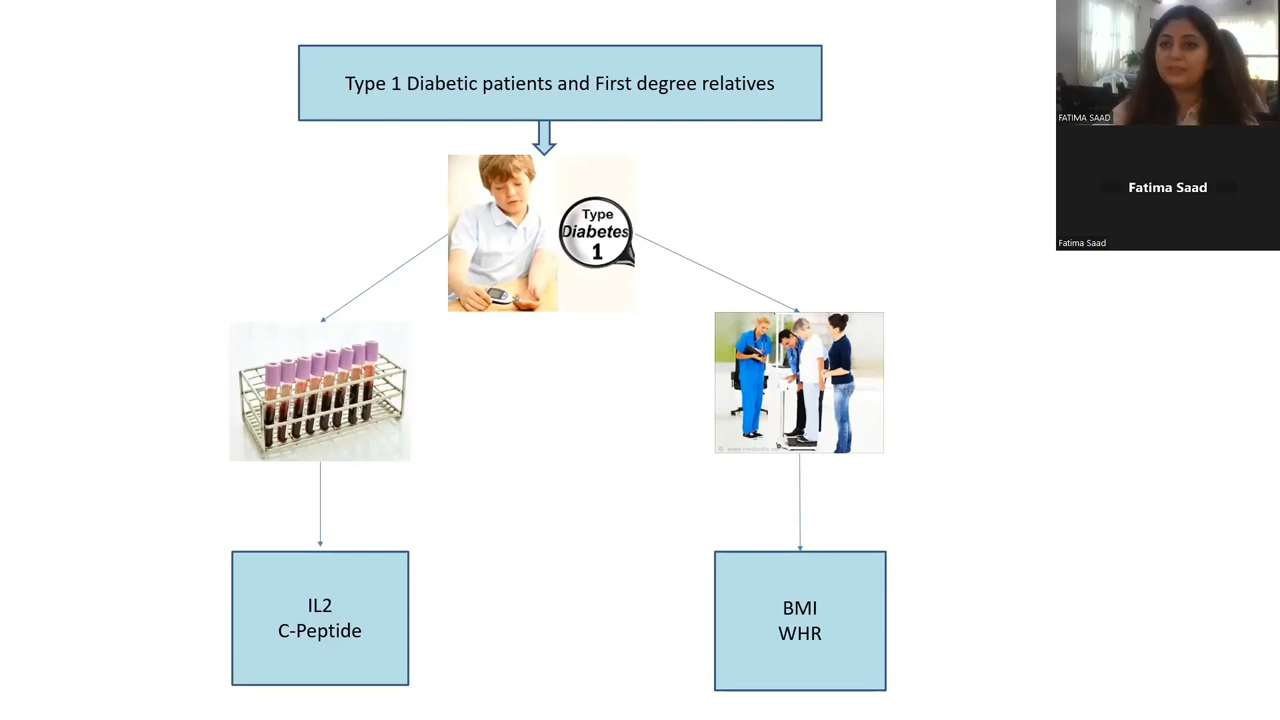 Type 1 Diabetic patients and First degree relatives
Type
Diabetes
1
IL2
C-Peptide
BMI
WHR
FATIMA SAAD
Fatima Saad
Fatima Saad